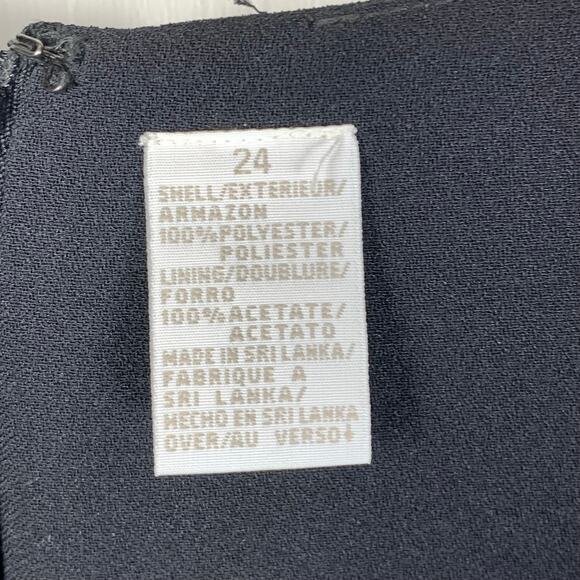 24
SHELL/EXTERIEUR/
ARMAZON
100%POLYESTER/
POLIESTER
LINING/DOUBLURE/
FORRO
100%ACETATE/
ACETATO
MADE IN SRI LANKA/
FABRIQUE A
SRI LANKA/
HECHO EN SRI LANKA
OVER/AU VERSO↓